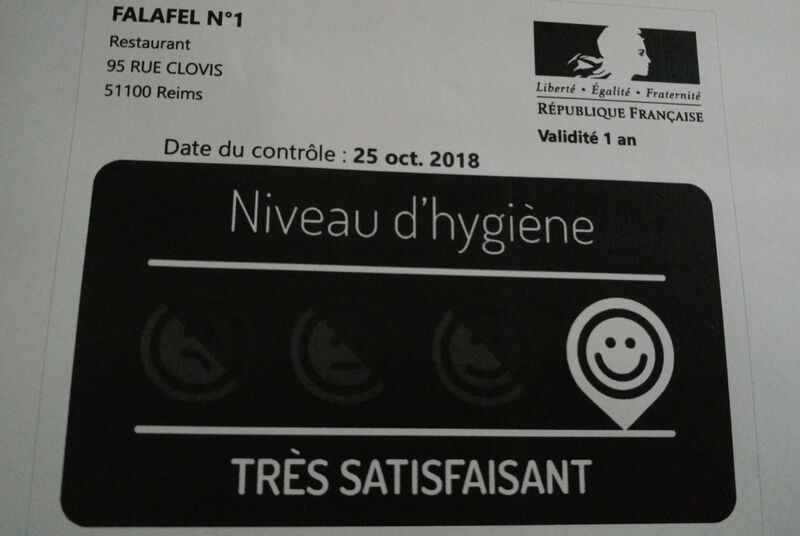 FALAFEL N°1
Restaurant
95 RUE CLOVIS
51100 Reims
Liberté • Égalité • Fraternité
RÉPUBLIQUE FRANÇAISE
Validité 1 an
Date du contrôle : 25 oct. 2018
Niveau d'hygiène
TRÈS SATISFAISANT